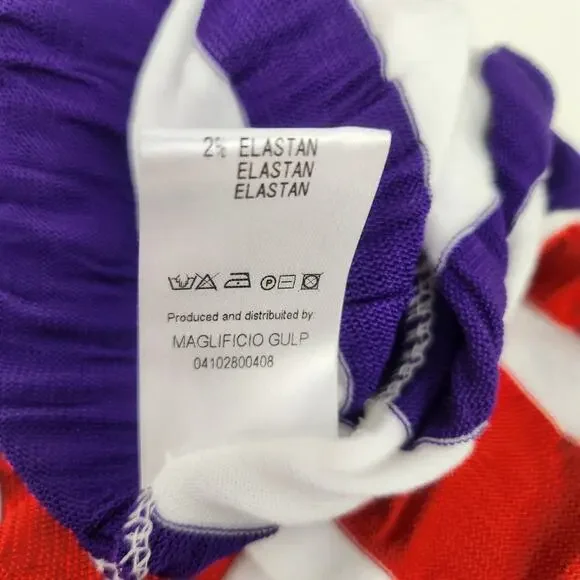 2% ELASTAN
ELASTAN
ELASTAN
P
Produced and distributed by:
MAGLIFICIO GULP
04102800408